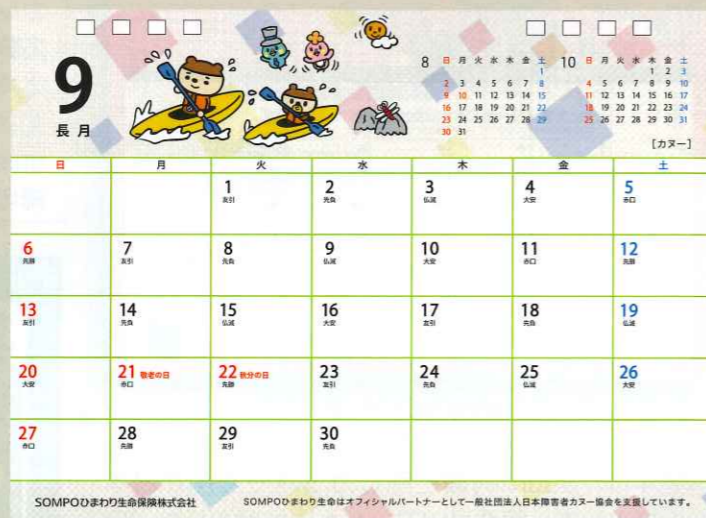 9
長月
8
日 月 火 水 木 金 土
1
2 3 4 5 6 7 8
9 10 11 12 13 14 15
16 17 18 19 20 21 22
23 24 25 26 27 28 29
30 31
10
日 月 火 水 木 金 土
1 2 3
4 5 6 7 8 9 10
11 12 13 14 15 16 17
18 19 20 21 22 23 24
25 26 27 28 29 30 31
[カヌー]
日 月 火 水 木 金 土
1 2 3 4 5
友引 先負 仏滅 大安 赤口
6 7 8 9 10 11 12
先勝 友引 先負 仏滅 大安 赤口 先勝
13 14 15 16 17 18 19
友引 先負 仏滅 大安 友引 先負 仏滅
20 21 敬老の日 22 秋分の日 23 24 25 26
大安 赤口 先勝 友引 先負 仏滅 大安
27 28 29 30
赤口 先勝 友引 先負
SOMPOひまわり生命保険株式会社
SOMPOひまわり生命はオフィシャルパートナーとして一般社団法人日本障害者カヌー協会を支援しています。